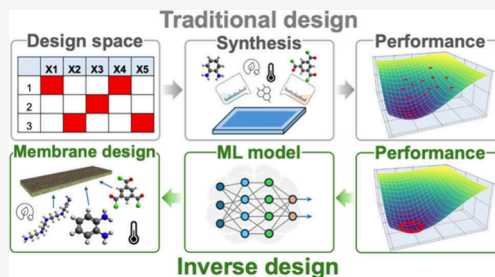 Traditional design
Design space
Synthesis
Performance
X1 X2 X3 X4 X5
1
2
3
Membrane design
ML model
Performance
Inverse design